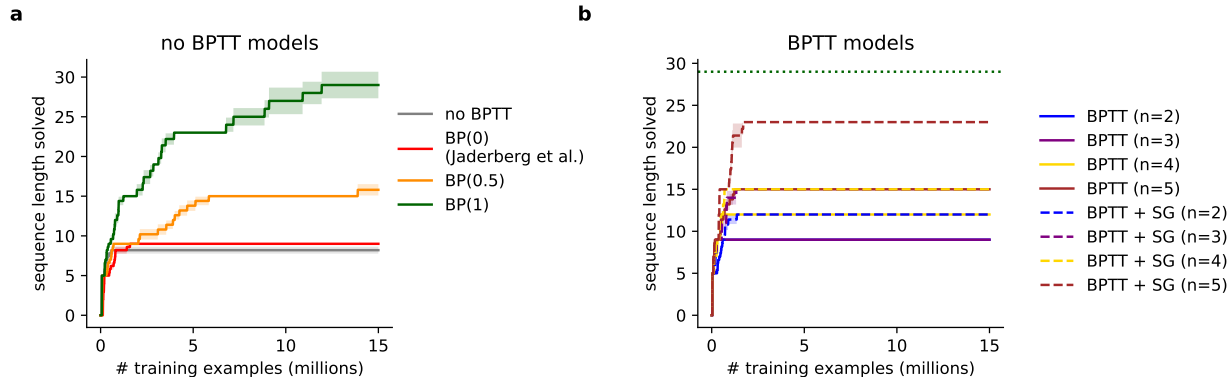 a
no BPTT models
sequence length solved
30
25
20
15
10
5
0
0
5
10
15
# training examples (millions)
no BPTT
BP(0)
(Jaderberg et al.)
BP(0.5)
BP(1)
b
BPTT models
sequence length solved
30
25
20
15
10
5
0
0
5
10
15
# training examples (millions)
BPTT (n=2)
BPTT (n=3)
BPTT (n=4)
BPTT (n=5)
BPTT + SG (n=2)
BPTT + SG (n=3)
BPTT + SG (n=4)
BPTT + SG (n=5)